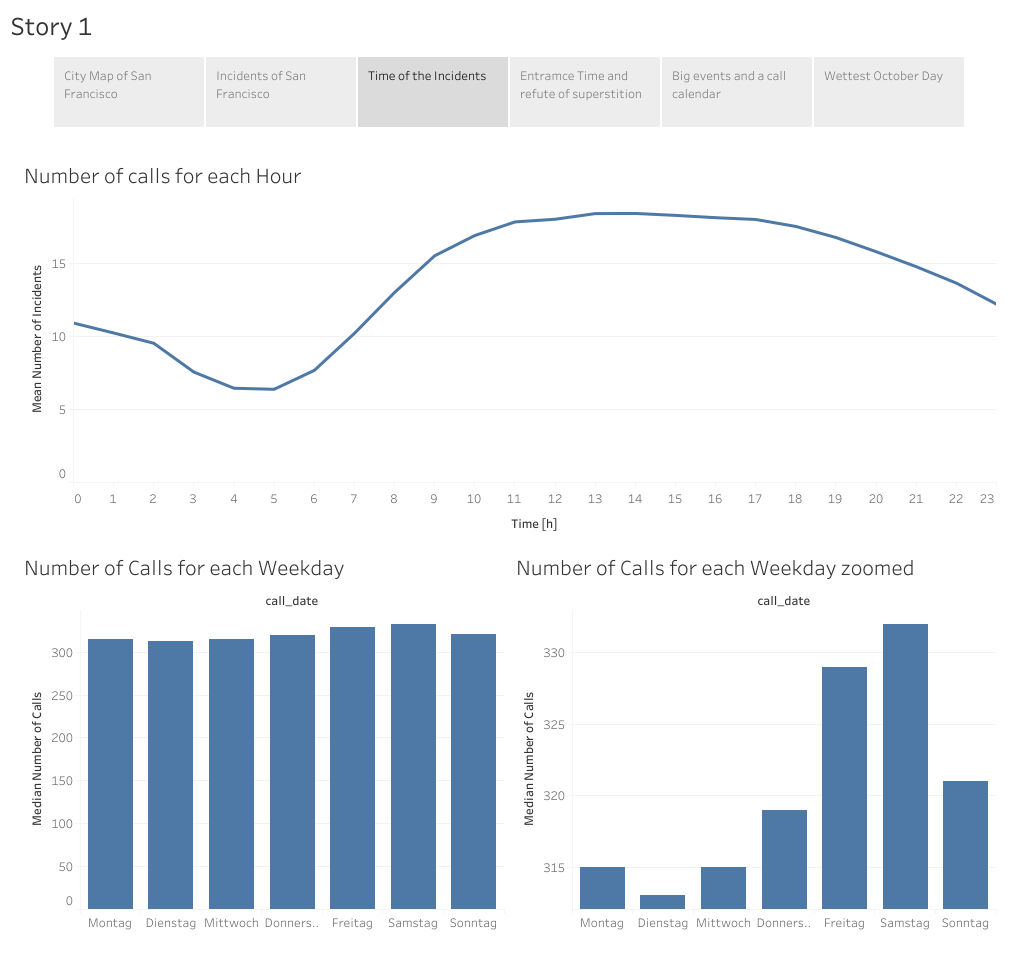 Story 1
City Map of San
Francisco
Incidents of San
Francisco
Time of the Incidents
Entramce Time and
refute of superstition
Big events and a call
calendar
Wettest October Day
Number of calls for each Hour
Mean Number of Incidents
15
10
5
0
0 1 2 3 4 5 6 7 8 9 10 11 12 13 14 15 16 17 18 19 20 21 22 23
Time [h]
Number of Calls for each Weekday
call_date
Median Number of Calls
300
250
200
150
100
50
0
Montag Dienstag Mittwoch Donners.. Freitag Samstag Sonntag
Number of Calls for each Weekday zoomed
call_date
Median Number of Calls
330
325
320
315
Montag Dienstag Mittwoch Donners.. Freitag Samstag Sonntag